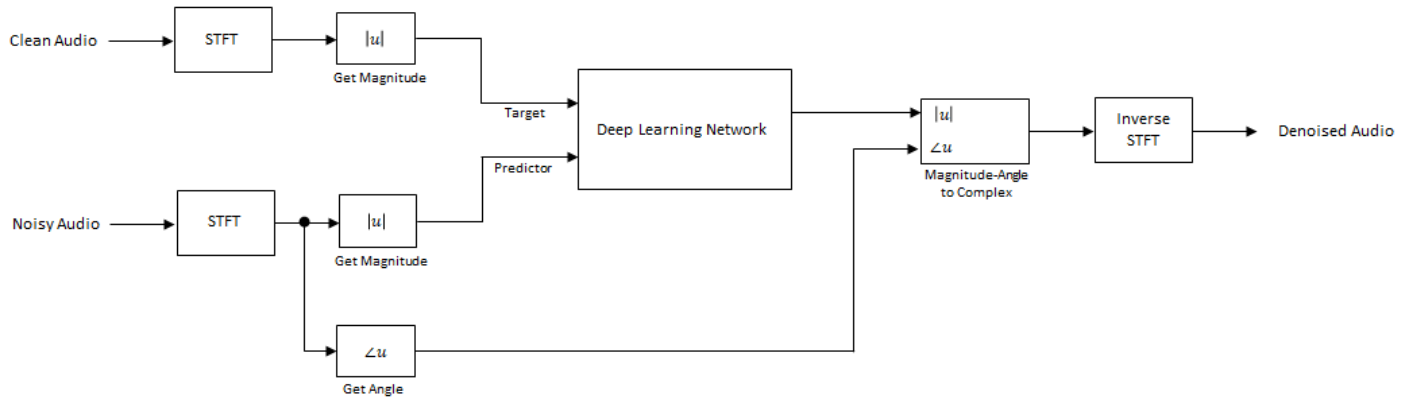 Clean Audio
STFT
|u|
Get Magnitude
Target
Deep Learning Network
Predictor
|u|
∠u
Magnitude-Angle
to Complex
Inverse
STFT
Denoised Audio
Noisy Audio
STFT
|u|
Get Magnitude
∠u
Get Angle